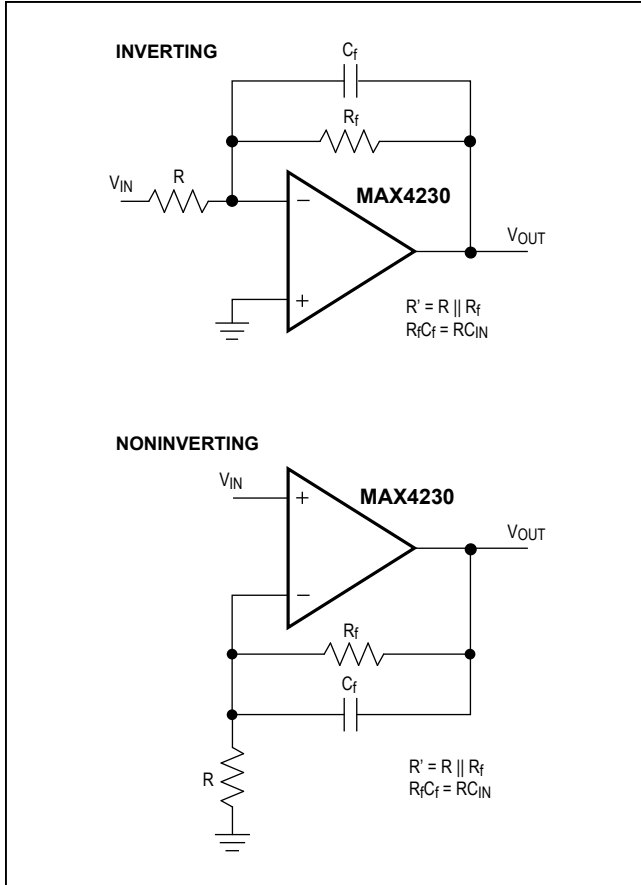 INVERTING
Cf
Rf
VIN
R
MAX4230
−
+
VOUT
R' = R || Rf
RfCf = RCIN
NONINVERTING
VIN
MAX4230
+
−
VOUT
Rf
Cf
R
R' = R || Rf
RfCf = RCIN